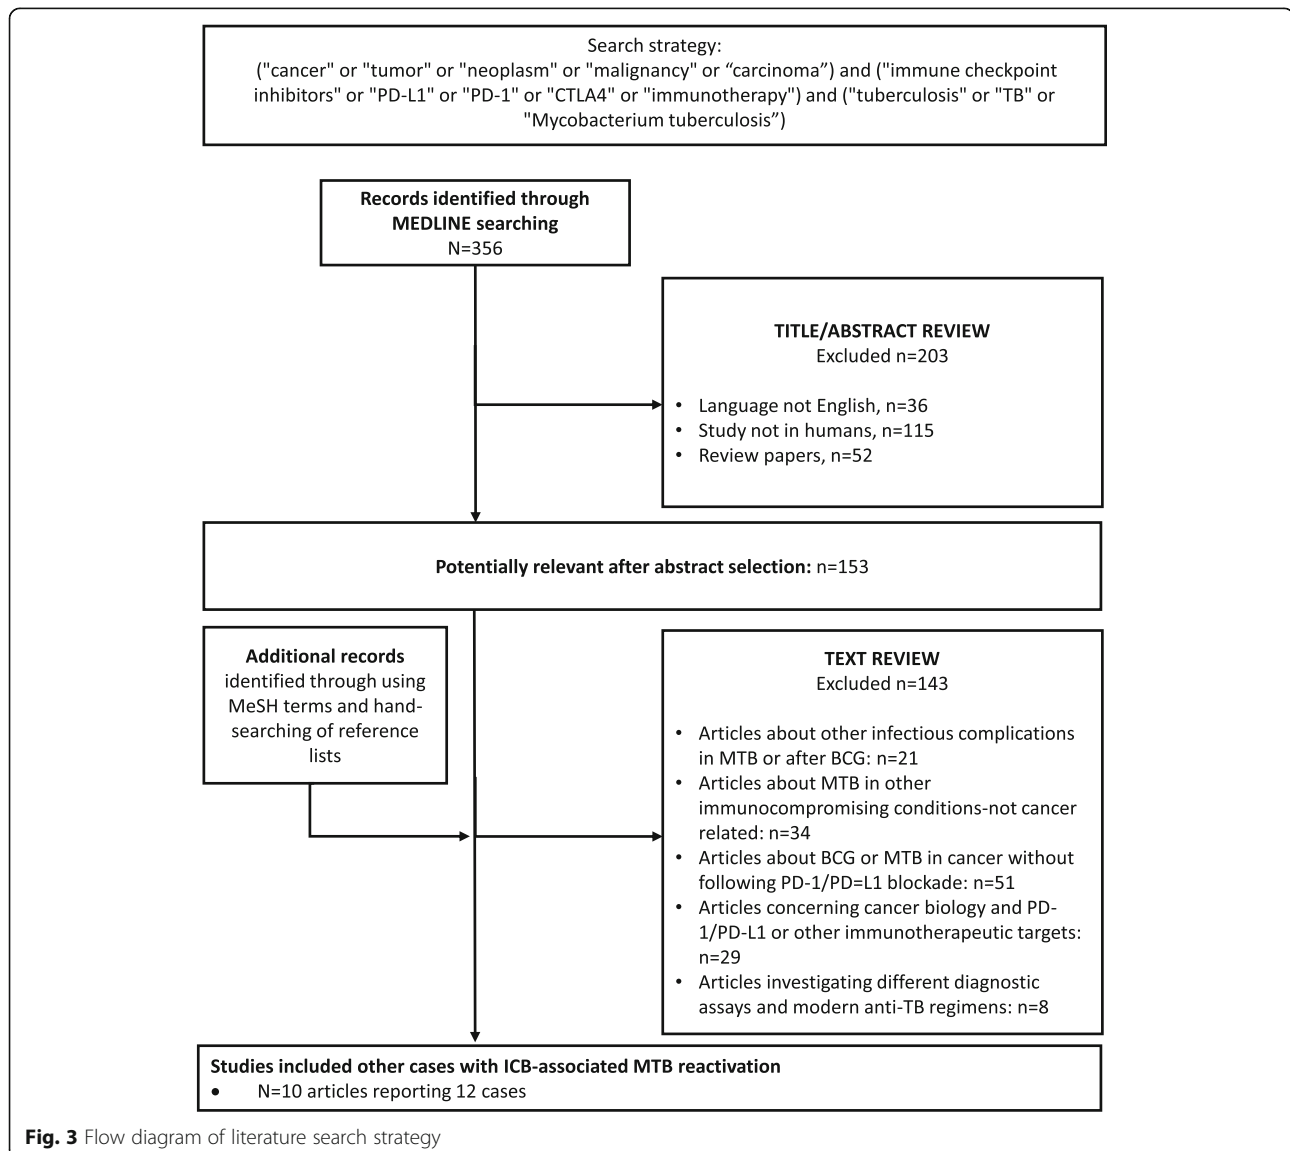 Search strategy:
("cancer" or "tumor" or "neoplasm" or "malignancy" or “carcinoma”) and ("immune checkpoint
inhibitors" or "PD-L1" or "PD-1" or "CTLA4" or "immunotherapy") and ("tuberculosis" or "TB" or
"Mycobacterium tuberculosis”)
Records identified through
MEDLINE searching
N=356
TITLE/ABSTRACT REVIEW
Excluded n=203
• Language not English, n=36
• Study not in humans, n=115
• Review papers, n=52
Potentially relevant after abstract selection: n=153
Additional records
identified through using
MeSH terms and hand-
searching of reference
lists
TEXT REVIEW
Excluded n=143
• Articles about other infectious complications
in MTB or after BCG: n=21
• Articles about MTB in other
immunocompromising conditions-not cancer
related: n=34
• Articles about BCG or MTB in cancer without
following PD-1/PD=L1 blockade: n=51
• Articles concerning cancer biology and PD-
1/PD-L1 or other immunotherapeutic targets:
n=29
• Articles investigating different diagnostic
assays and modern anti-TB regimens: n=8
Studies included other cases with ICB-associated MTB reactivation
• N=10 articles reporting 12 cases
Fig. 3 Flow diagram of literature search strategy